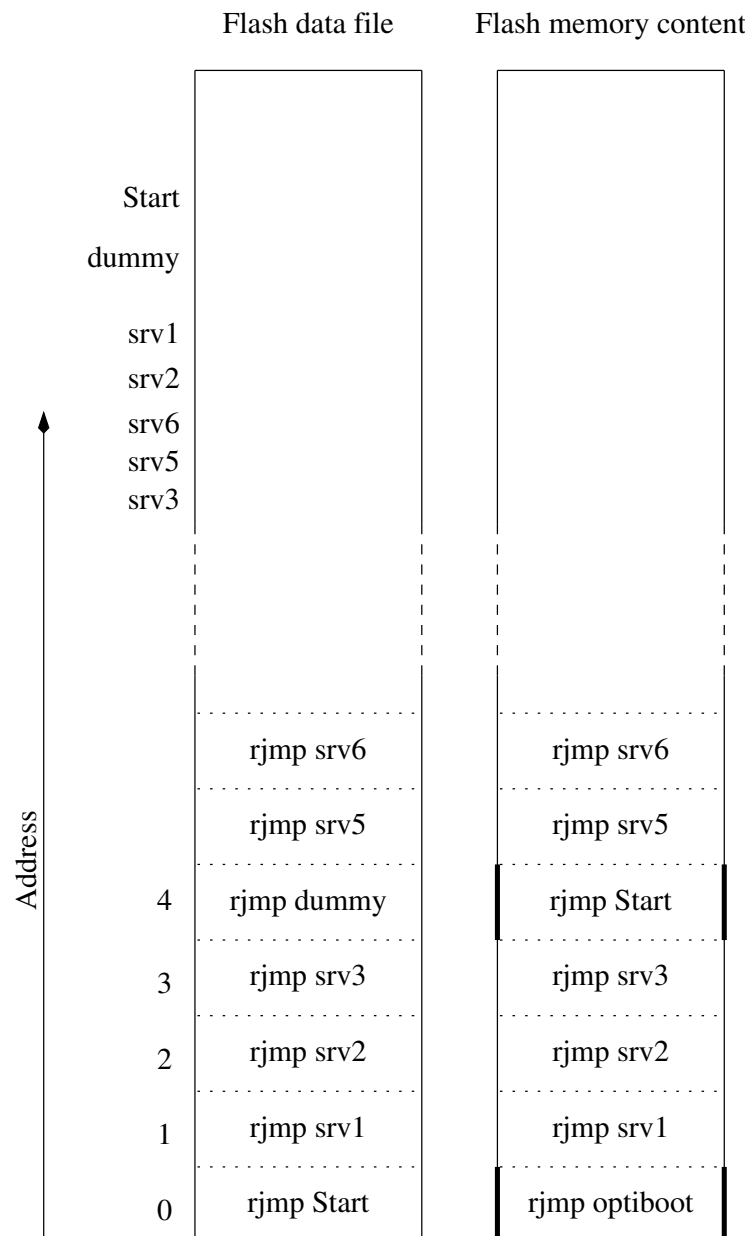 Flash data file Flash memory content
Start
dummy
srv1
srv2
srv6
srv5
srv3
rjmp srv6 rjmp srv6
rjmp srv5 rjmp srv5
Address
4 rjmp dummy rjmp Start
3 rjmp srv3 rjmp srv3
2 rjmp srv2 rjmp srv2
1 rjmp srv1 rjmp srv1
0 rjmp Start rjmp optiboot